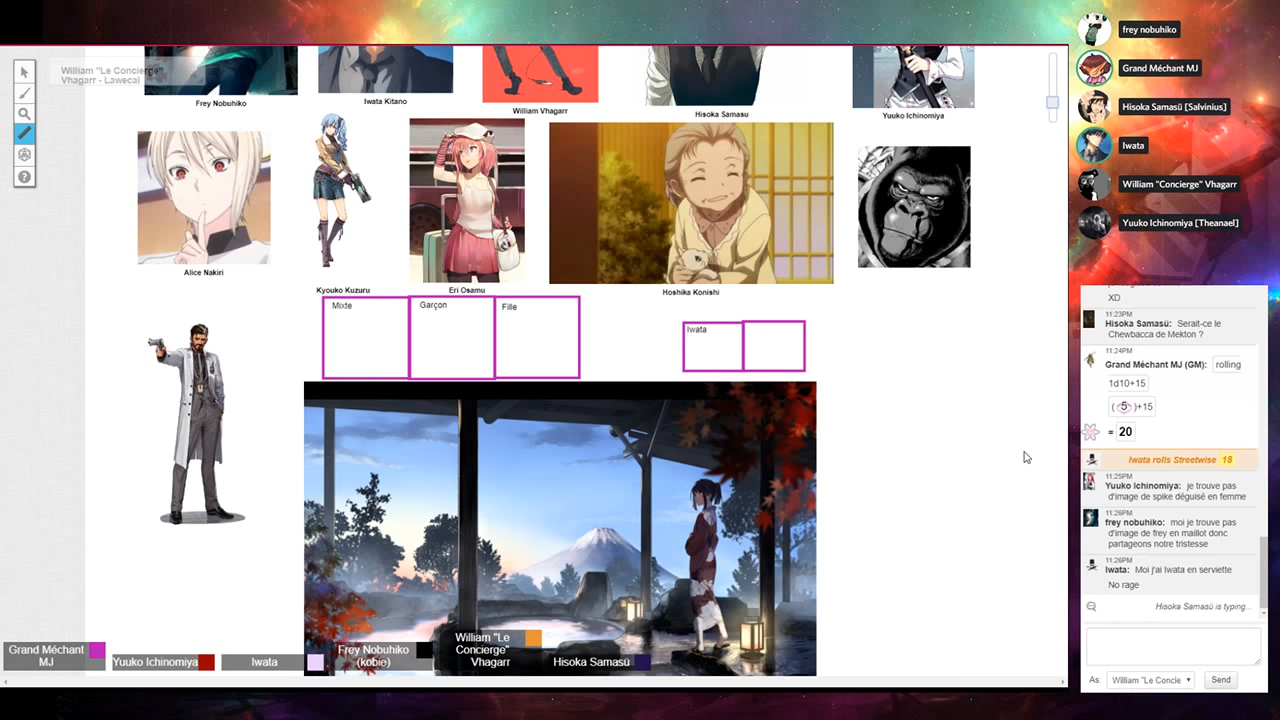 William "Le Concierge"
Vhagarr - Lawecal
Frey Nobuhiko
Iwata Kitano
William Vhagarr
Hisoka Samasu
Yuuko Ichinomiya
Alice Nakiri
Kyouko Kuzuru
Eri Osamu
Hoshika Konishi
Mixte
Garçon
Fille
Iwata
Grand Méchant
MJ
Yuuko Ichinomiya
Iwata
Frey Nobuhiko
(kobie)
William "Le
Concierge"
Vhagarr
Hisoka Samasü
frey nobuhiko
Grand Méchant MJ
Hisoka Samasü [Salvinius]
Iwata
William "Concierge" Vhagarr
Yuuko Ichinomiya [Theanael]
XD
11:23PM
Hisoka Samasü: Serait-ce le
Chewbacca de Mekton ?
11:24PM
Grand Méchant MJ (GM): rolling
1d10+15
(5)+15
= 20
Iwata rolls Streetwise 18
11:25PM
Yuuko Ichinomiya: je trouve pas
d'image de spike déguisé en femme
11:26PM
frey nobuhiko: moi je trouve pas
d'image de frey en maillot donc
partageons notre tristesse
11:26PM
Iwata: Moi j'ai Iwata en serviette
No rage
Hisoka Samasü is typing...
As:
William "Le Concie
Send